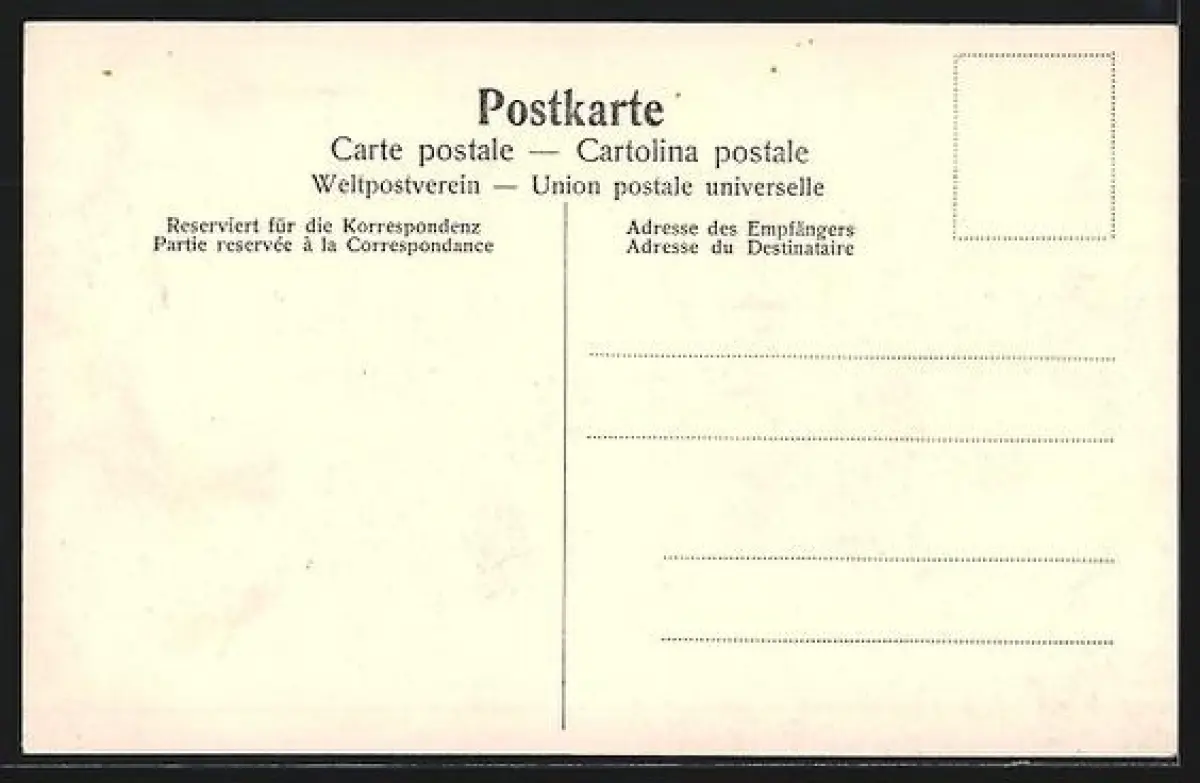 Postkarte
Carte postale — Cartolina postale
Weltpostverein — Union postale universelle
Reserviert für die Korrespondenz
Partie reservée à la Correspondance
Adresse des Empfängers
Adresse du Destinataire